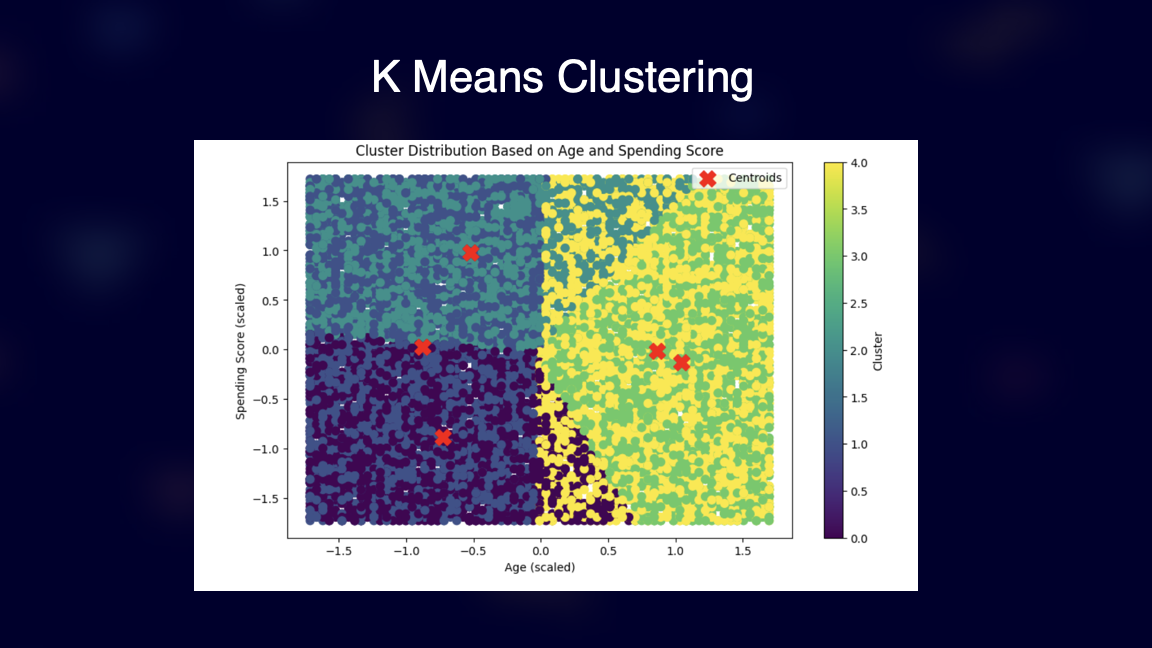 K Means Clustering
Cluster Distribution Based on Age and Spending Score
Centroids
Spending Score (scaled)
1.5
1.0
0.5
0.0
−0.5
−1.0
−1.5
−1.5 −1.0 −0.5 0.0 0.5 1.0 1.5
Age (scaled)
4.0
3.5
3.0
2.5
2.0
1.5
1.0
0.5
0.0
Cluster